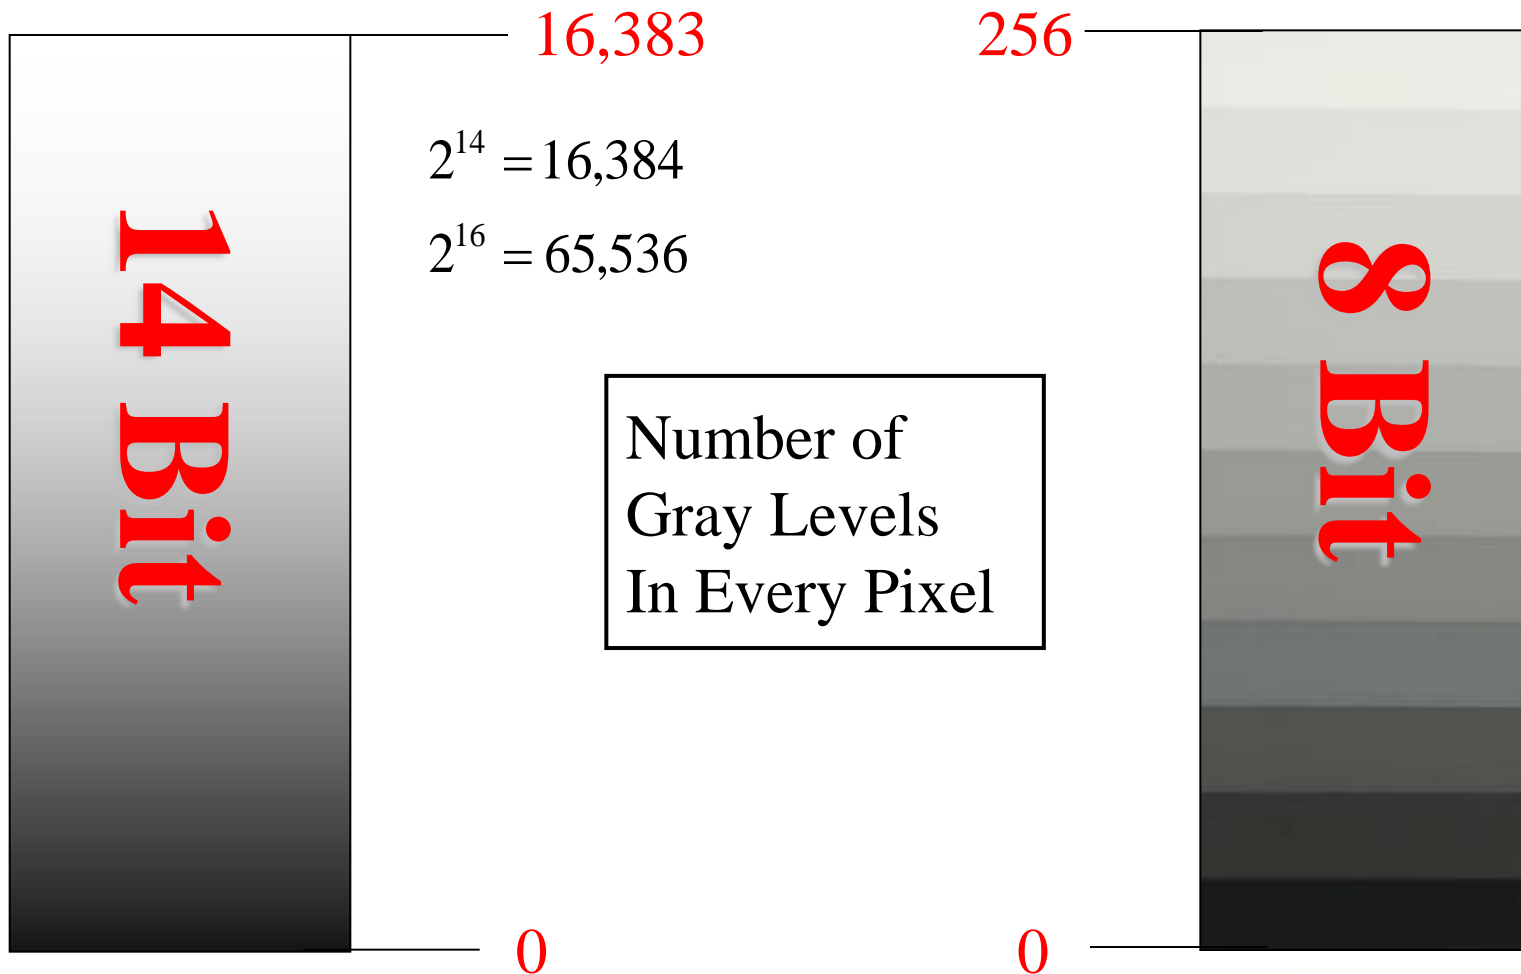 16,383
256
2^14 = 16,384
2^16 = 65,536
14 Bit
8 Bit
Number of
Gray Levels
In Every Pixel
0
0